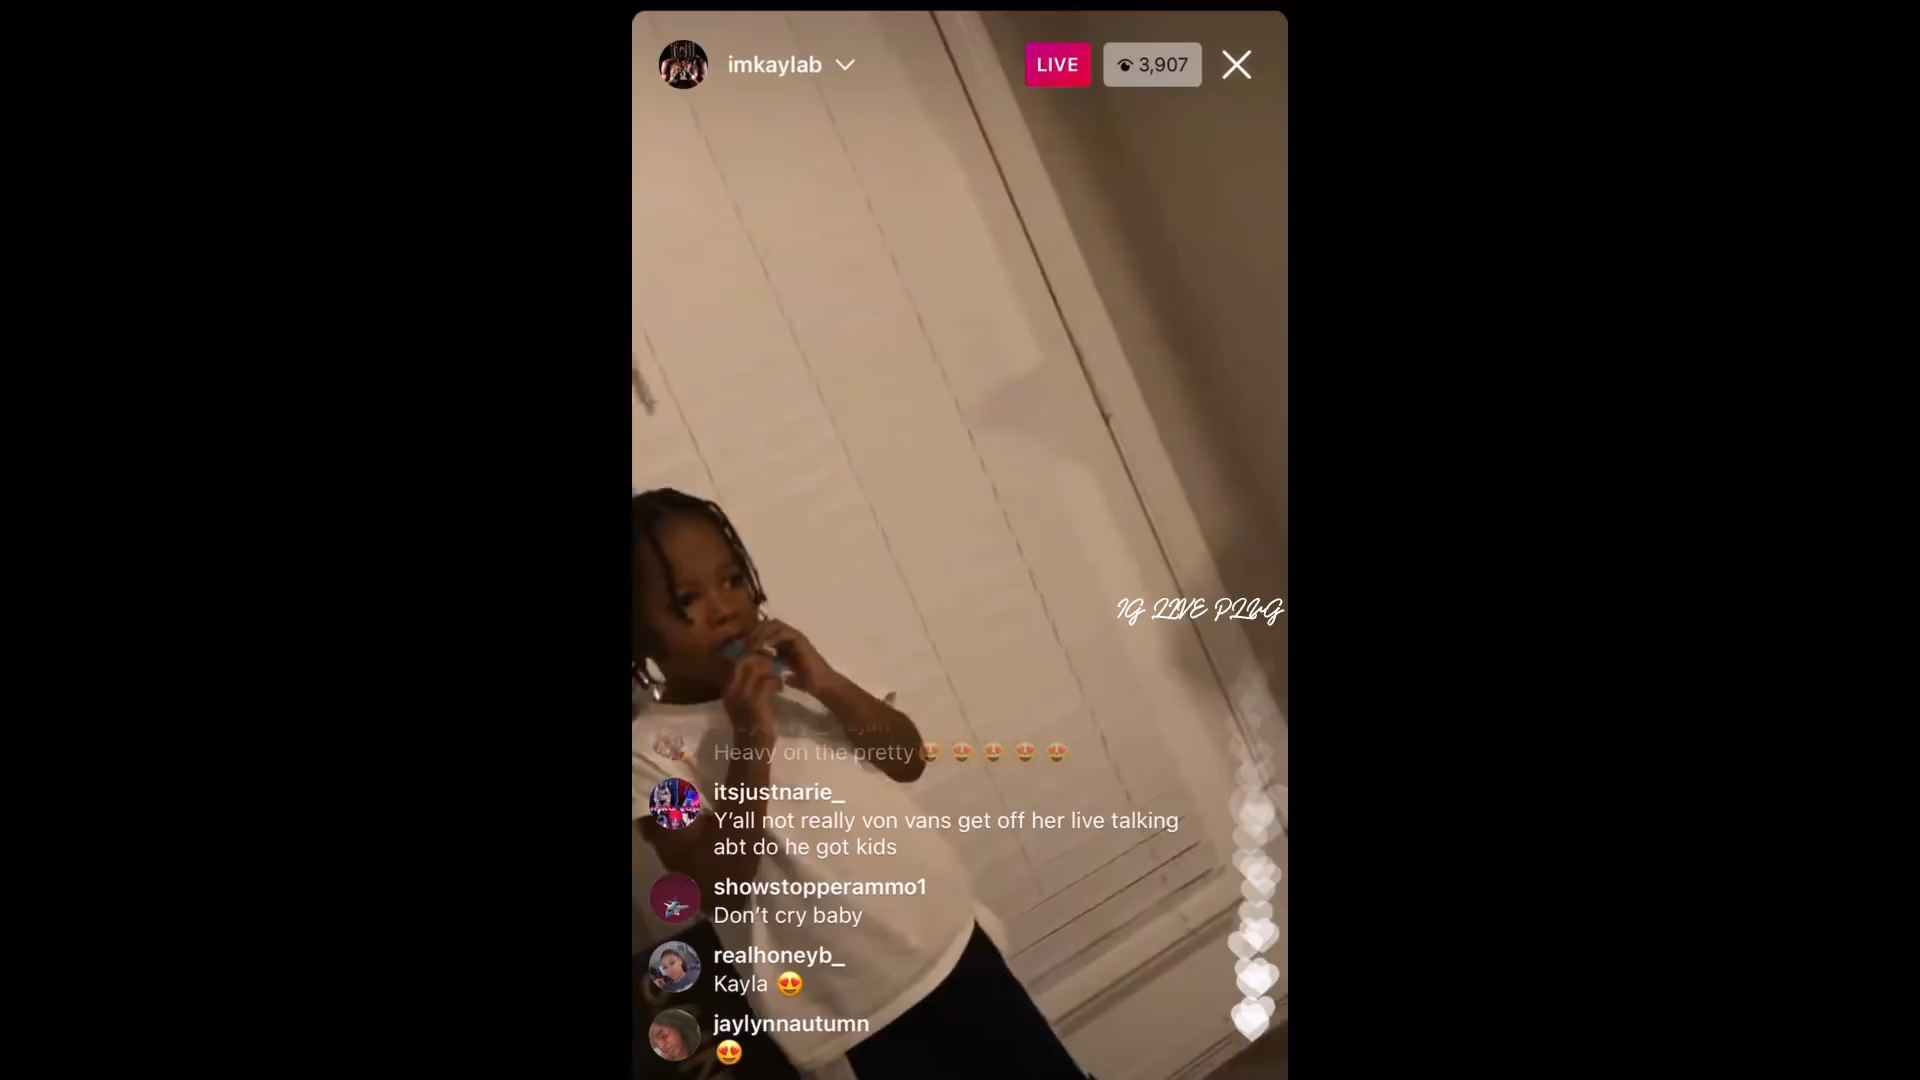 imkaylab
LIVE
3,907
IG LIVE PLUG
Heavy on the pretty😍😍😍😍😍
itsjustnarie_
Y’all not really von vans get off her live talking
abt do he got kids
showstopperammo1
Don’t cry baby
realhoneyb_
Kayla 😍
jaylynnautumn
😍